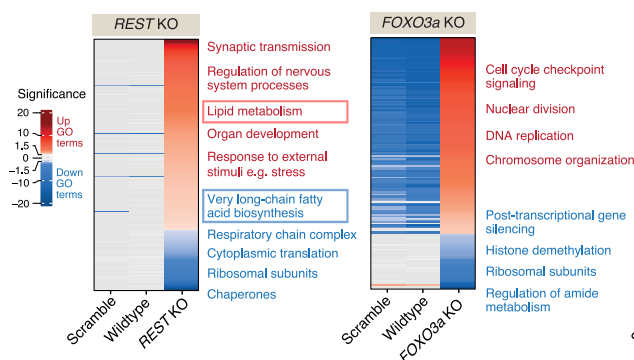 REST KO
FOXO3a KO
Significance
20
10
1.5
0
−1.5
−10
−20
Up
GO
terms
Down
GO
terms
Synaptic transmission
Regulation of nervous
system processes
Lipid metabolism
Organ development
Response to external
stimuli e.g. stress
Very long-chain fatty
acid biosynthesis
Respiratory chain complex
Cytoplasmic translation
Ribosomal subunits
Chaperones
Scramble
Wildtype
REST KO
Cell cycle checkpoint
signaling
Nuclear division
DNA replication
Chromosome organization
Post-transcriptional gene
silencing
Histone demethylation
Ribosomal subunits
Regulation of amide
metabolism
Scramble
Wildtype
FOXO3a KO